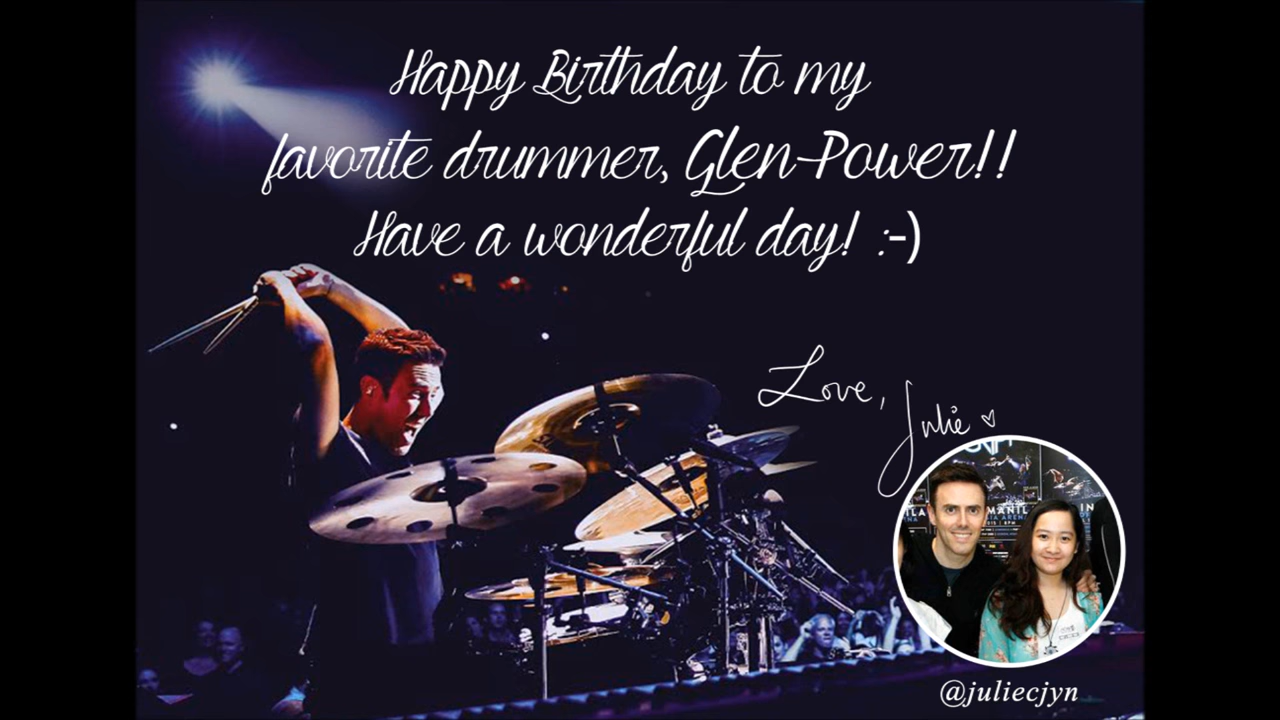 Happy Birthday to my
favorite drummer, Glen Power!!
Have a wonderful day! :-)
Love,
Julie ♡
@juliecjyn